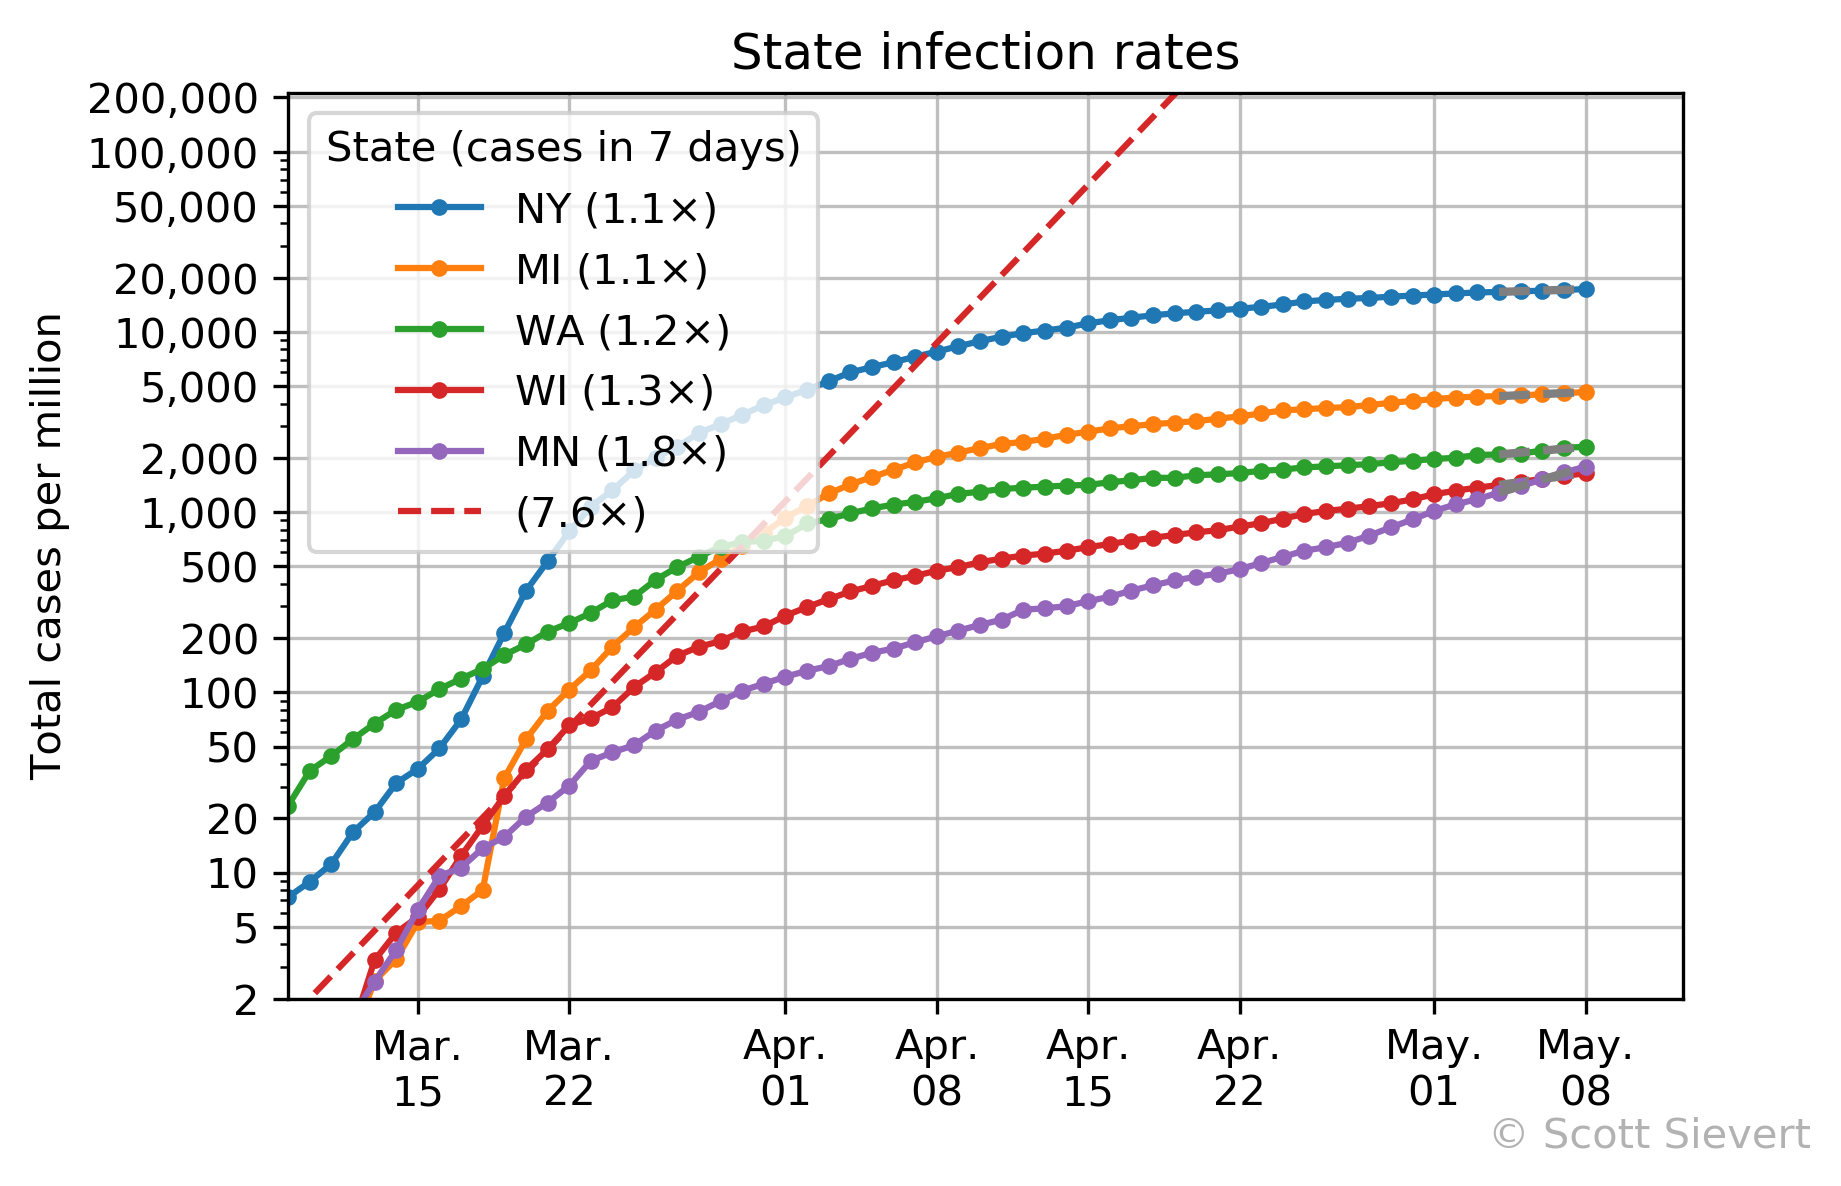 State infection rates
200,000
100,000
50,000
20,000
10,000
5,000
2,000
1,000
500
200
100
50
20
10
5
2
Total cases per million
State (cases in 7 days)
NY (1.1×)
MI (1.1×)
WA (1.2×)
WI (1.3×)
MN (1.8×)
(7.6×)
Mar. 15
Mar. 22
Apr. 01
Apr. 08
Apr. 15
Apr. 22
May. 01
May. 08
© Scott Sievert